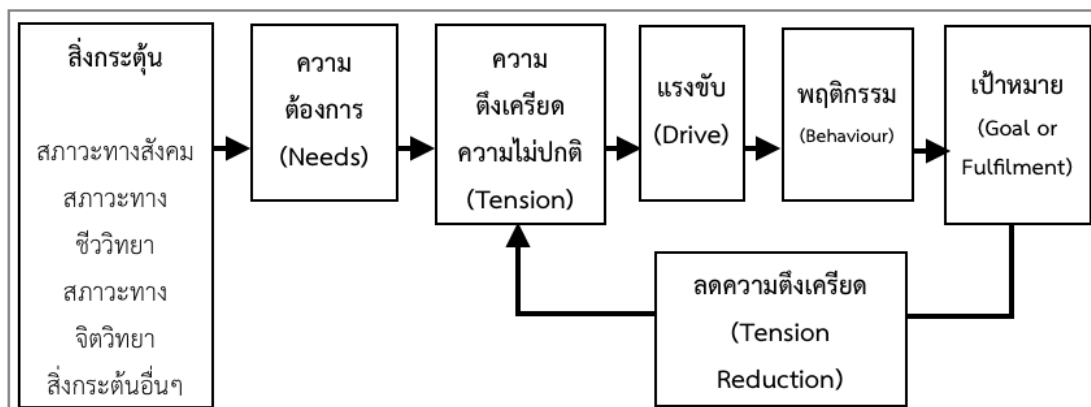 สิ่งกระตุ้น
สภาวะทางสังคม
สภาวะทาง
ชีววิทยา
สภาวะทาง
จิตวิทยา
สิ่งกระต้นอื่นๆ
ความ
ต้องการ
(Needs)
ความ
ตึงเครียด
ความไม่ปกติ
(Tension)
แรงขับ
(Drive)
พฤติกรรม
(Behaviour)
เป้าหมาย
(Goal or
Fulfilment)
ลดความตึงเครียด
(Tension
Reduction)